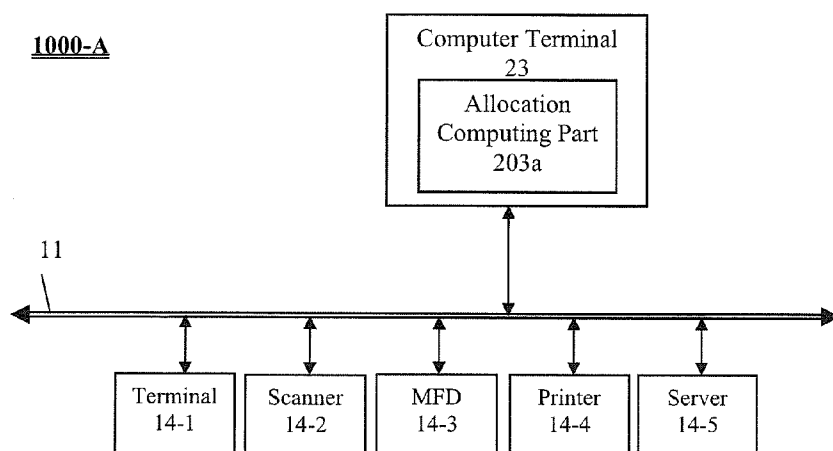 1000-A
Computer Terminal
23
Allocation
Computing Part
203a
11
Terminal
14-1
Scanner
14-2
MFD
14-3
Printer
14-4
Server
14-5